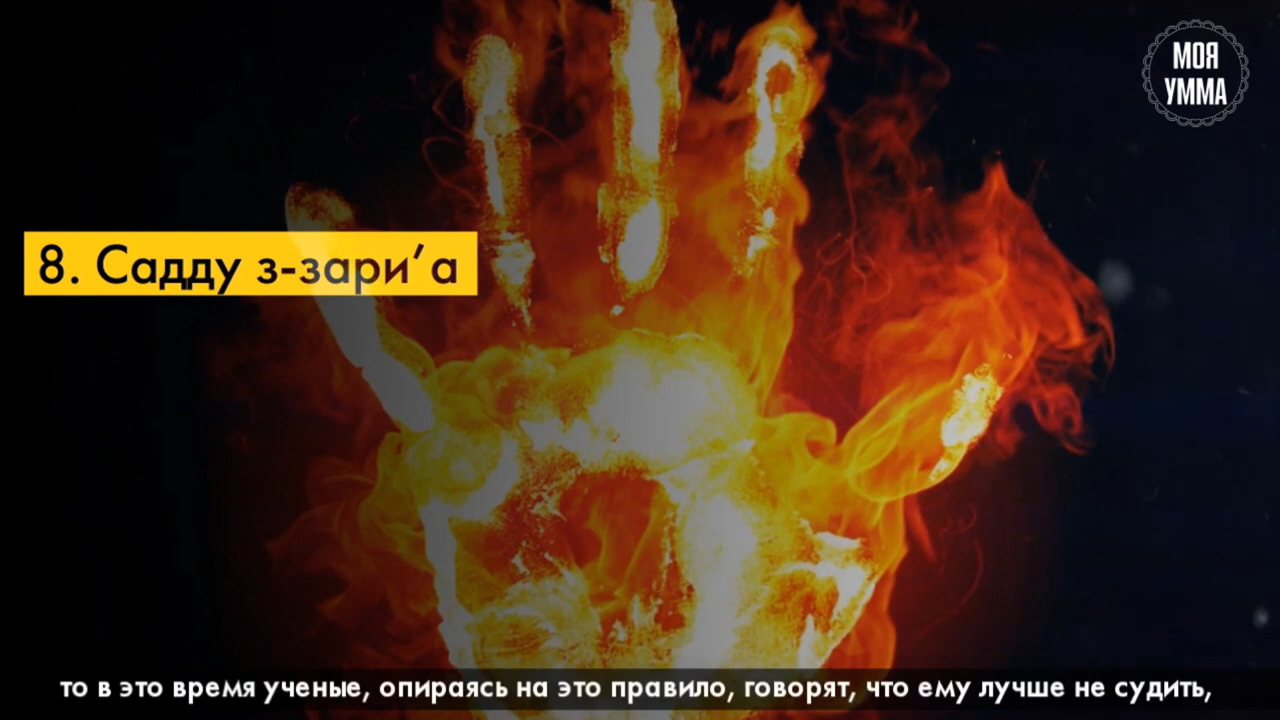 МОЯ
УММА
8. Садду з-зари’а
то в это время ученые, опираясь на это правило, говорят, что ему лучше не судить,